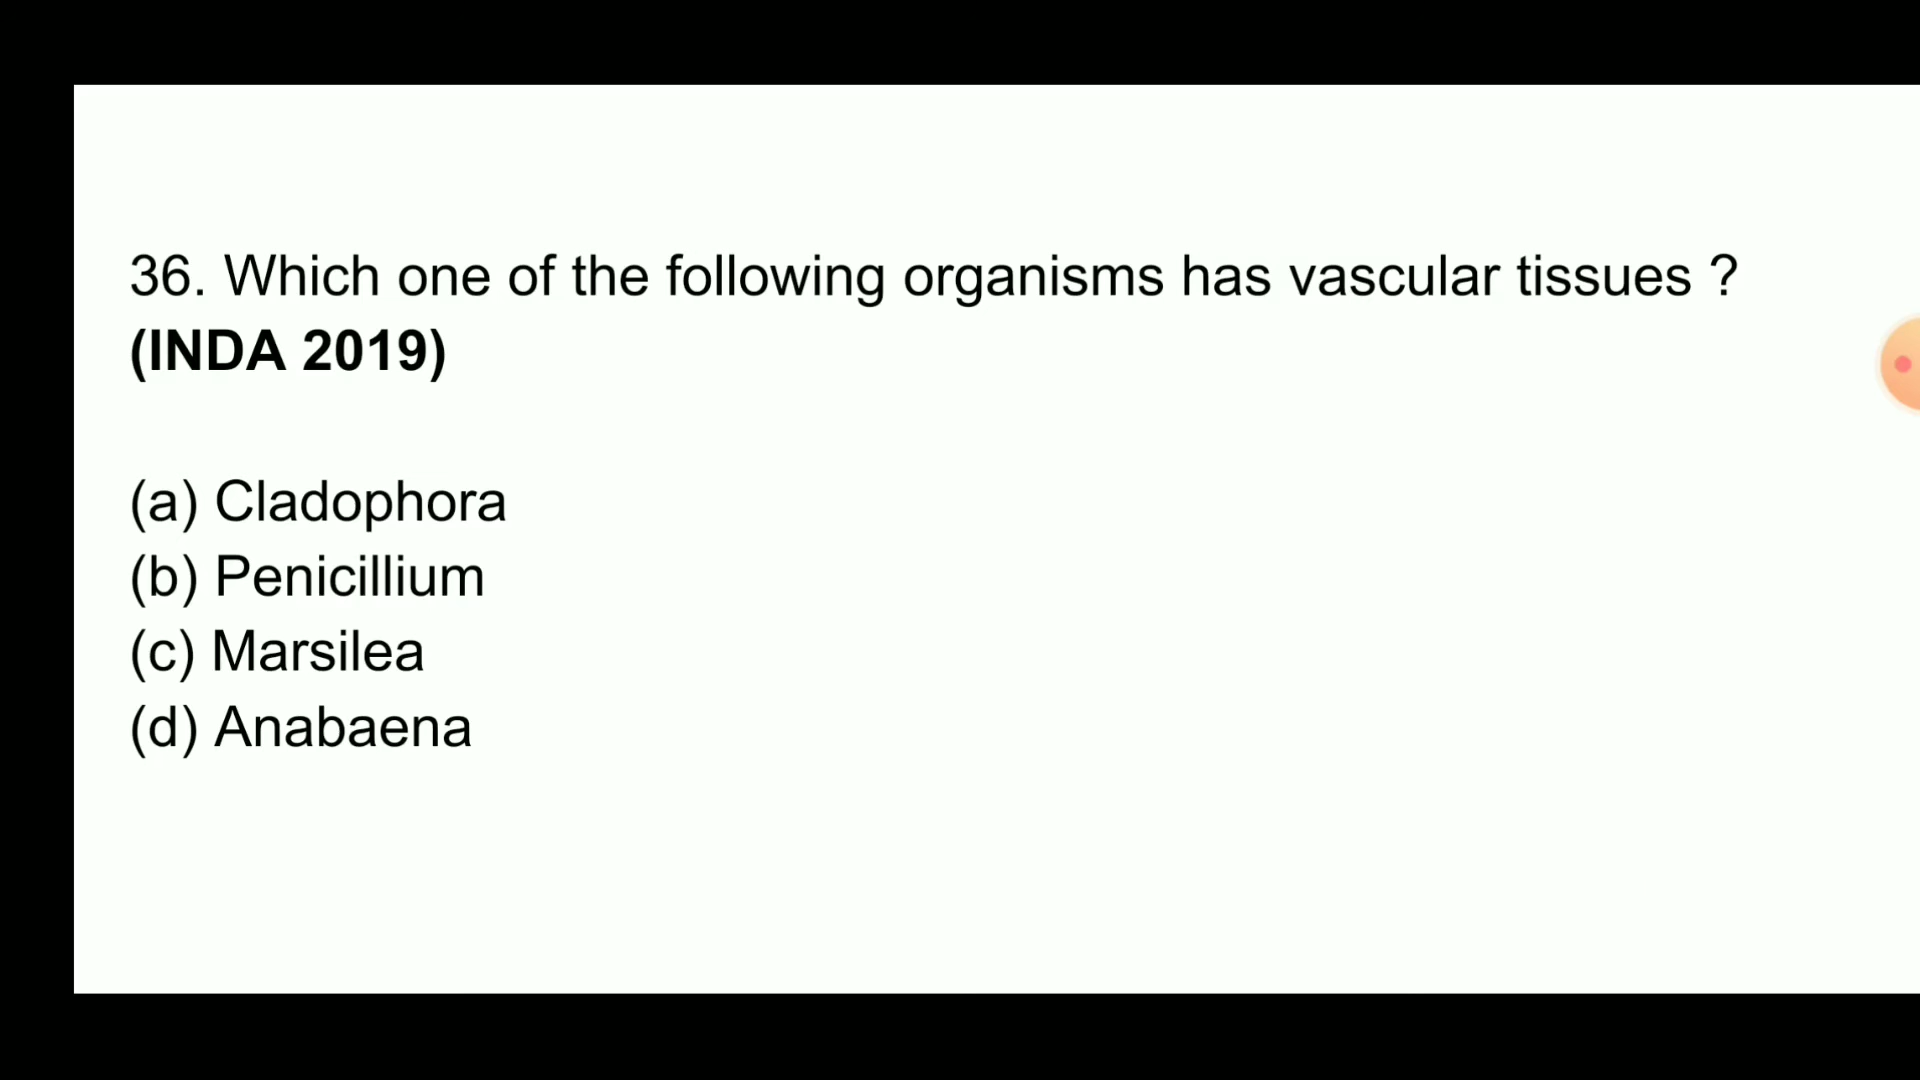 36. Which one of the following organisms has vascular tissues ?
(INDA 2019)
(a) Cladophora
(b) Penicillium
(c) Marsilea
(d) Anabaena